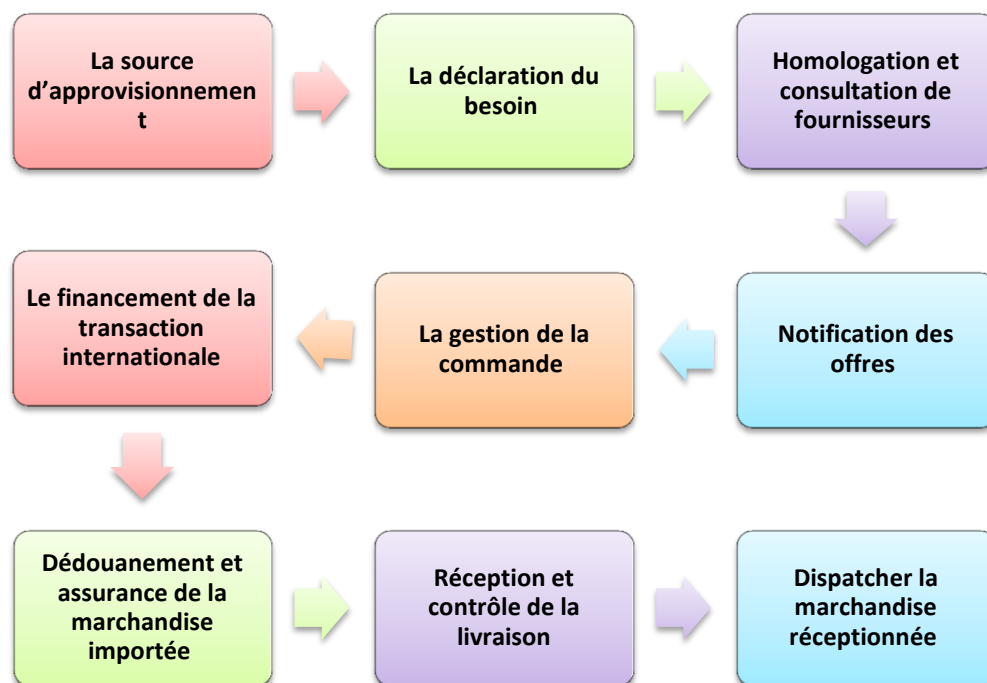 La source
d’approvisionnemen
t
La déclaration du
besoin
Homologation et
consultation de
fournisseurs
Notification des
offres
La gestion de la
commande
Le financement de la
transaction
internationale
Dédouanement et
assurance de la
marchandise
importée
Réception et
contrôle de la
livraison
Dispatcher la
marchandise
réceptionnée